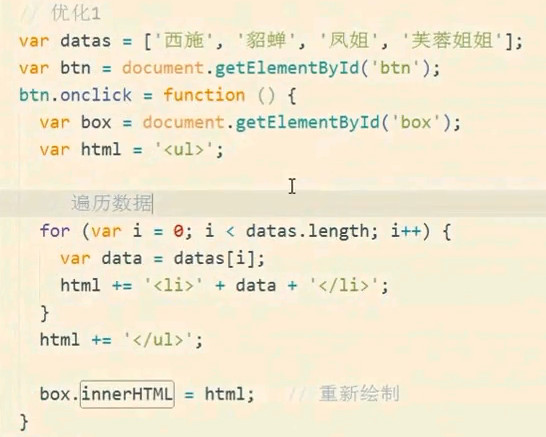 // 优化1
var datas = ['西施', '貂蝉', '凤姐', '芙蓉姐姐'];
var btn = document.getElementById('btn');
btn.onclick = function () {
var box = document.getElementById('box');
var html = '<ul>';
遍历数据
for (var i = 0; i < datas.length; i++) {
var data = datas[i];
html += '<li>' + data + '</li>';
}
html += '</ul>';
box.innerHTML = html; // 重新绘制
}